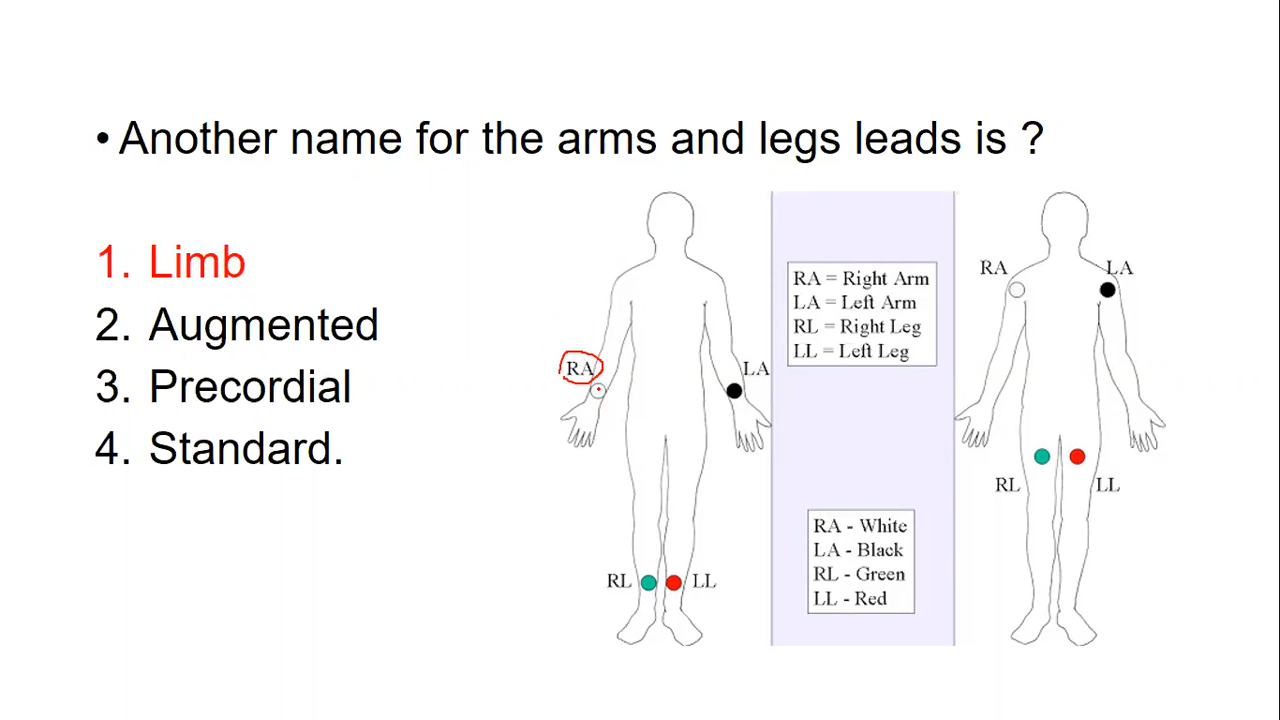 • Another name for the arms and legs leads is ?
1. Limb
2. Augmented
3. Precordial
4. Standard.
RA
LA
RL
LL
RA = Right Arm
LA = Left Arm
RL = Right Leg
LL = Left Leg
RA - White
LA - Black
RL - Green
LL - Red
RA
LA
RL
LL